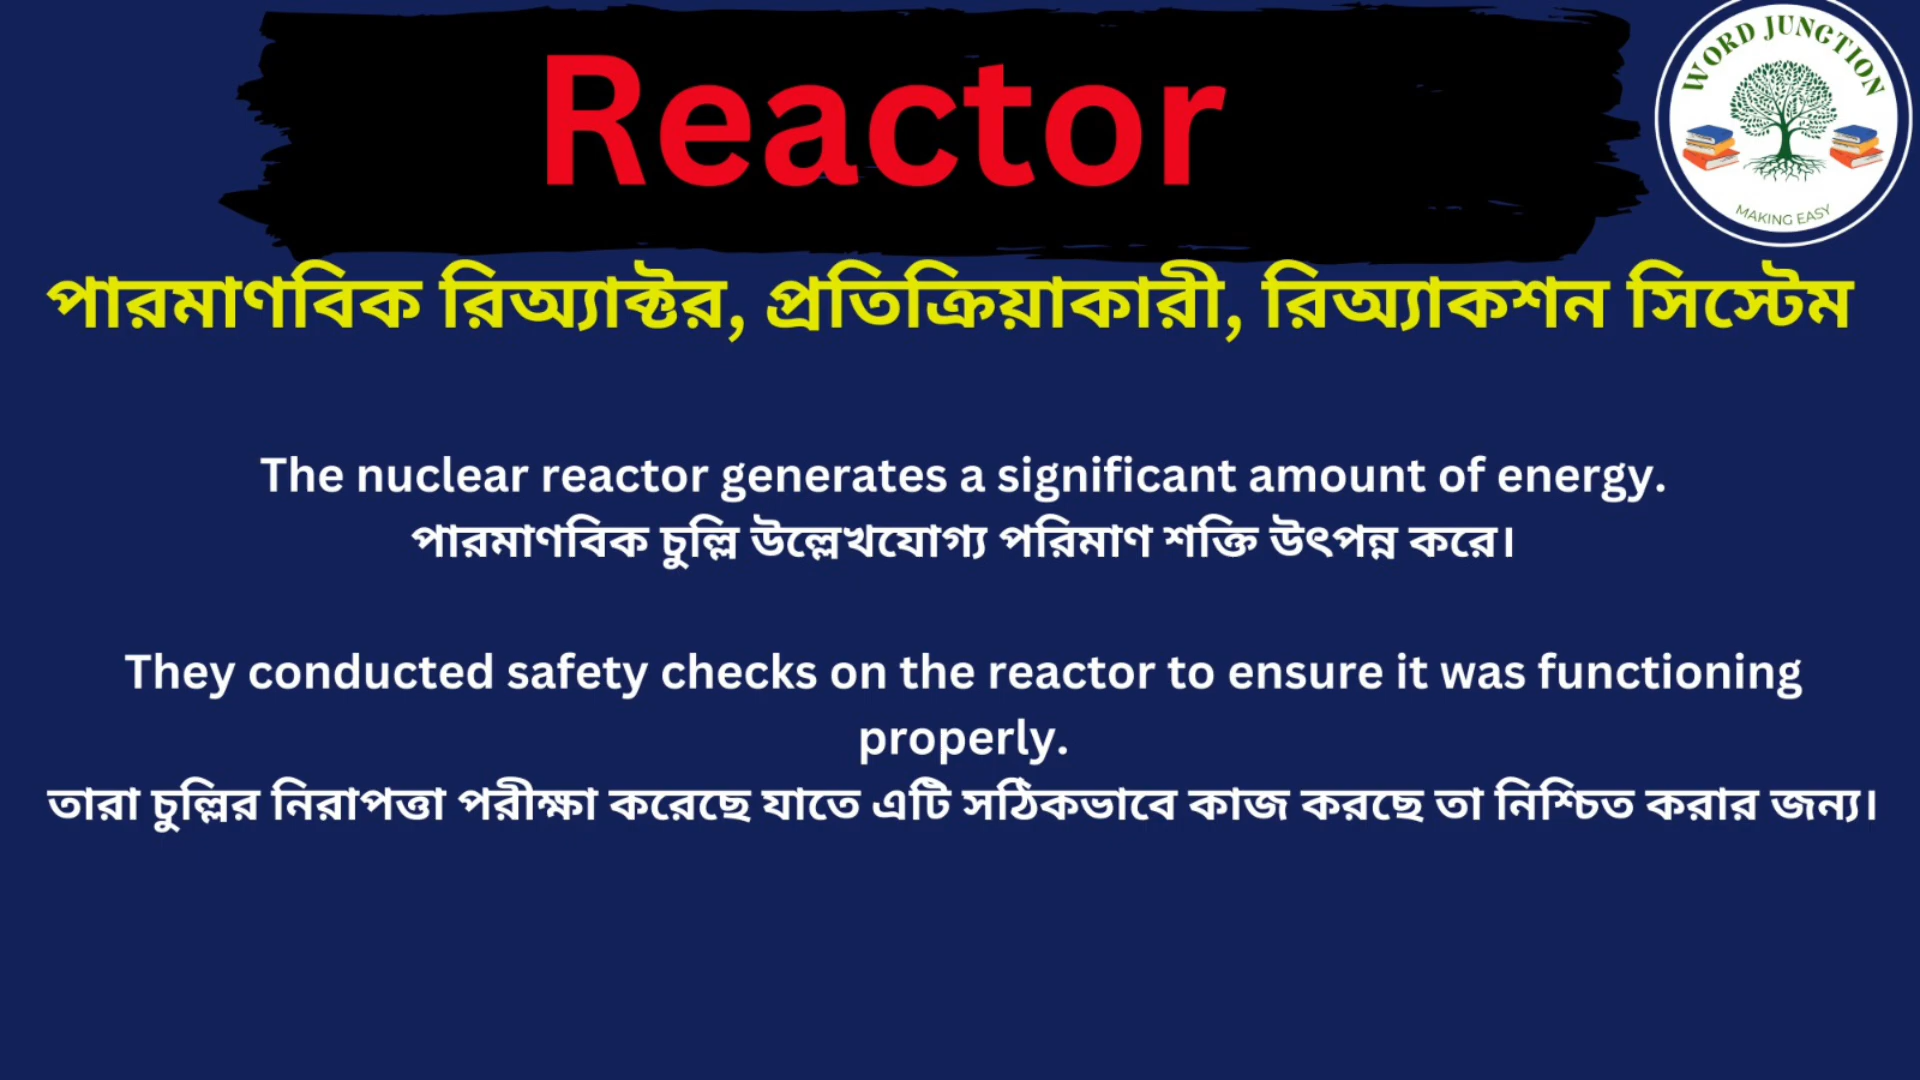 Reactor
WORD JUNCTION
MAKING EASY
পারমাণবিক রিঅ্যাক্টর, প্রতিক্রিয়াকারী, রিঅ্যাকশন সিস্টেম
The nuclear reactor generates a significant amount of energy.
পারমাণবিক চুল্লি উল্লেখযোগ্য পরিমাণ শক্তি উৎপন্ন করে।
They conducted safety checks on the reactor to ensure it was functioning
properly.
তারা চুল্লির নিরাপত্তা পরীক্ষা করেছে যাতে এটি সঠিকভাবে কাজ করছে তা নিশ্চিত করার জন্য।